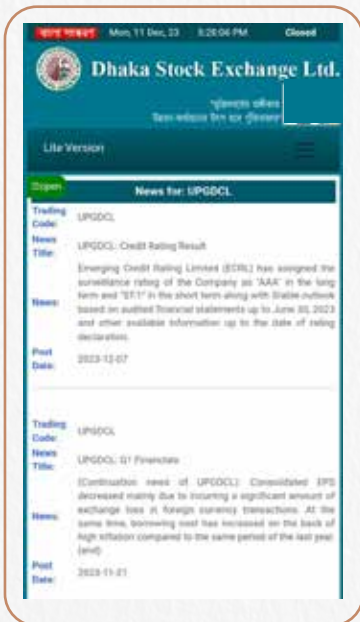 বাংলা সংস্করণ Mon, 11 Dec, 23 8:28:06 PM Closed
Dhaka Stock Exchange Ltd.
Lite Version
News for: UPGDCL
Trading
Code: UPGDCL
News
Title: UPGDCL: Credit Rating Result
Emerging Credit Rating Limited (ECRL) has assigned the
surveillance rating of the Company as "AAA" in the long
term and "ST-1" in the short term along with Stable outlook
News: based on audited financial statements up to June 30, 2023
and other available information up to the date of rating
declaration.
Post
Date: 2023-12-07
Trading
Code: UPGDCL
News
Title: UPGDCL: Q1 Financials
(Continuation news of UPGDCL): Consolidated EPS
decreased mainly due to incurring a significant amount of
News: exchange loss in foreign currency transactions. At the
same time, borrowing cost has increased on the back of
high inflation compared to the same period of the last year.
(end)
Post
Date: 2023-11-21